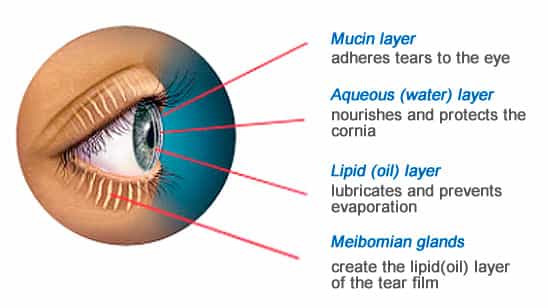 Mucin layer
adheres tears to the eye
Aqueous (water) layer
nourishes and protects the
cornia
Lipid (oil) layer
lubricates and prevents
evaporation
Meibomian glands
create the lipid(oil) layer
of the tear film